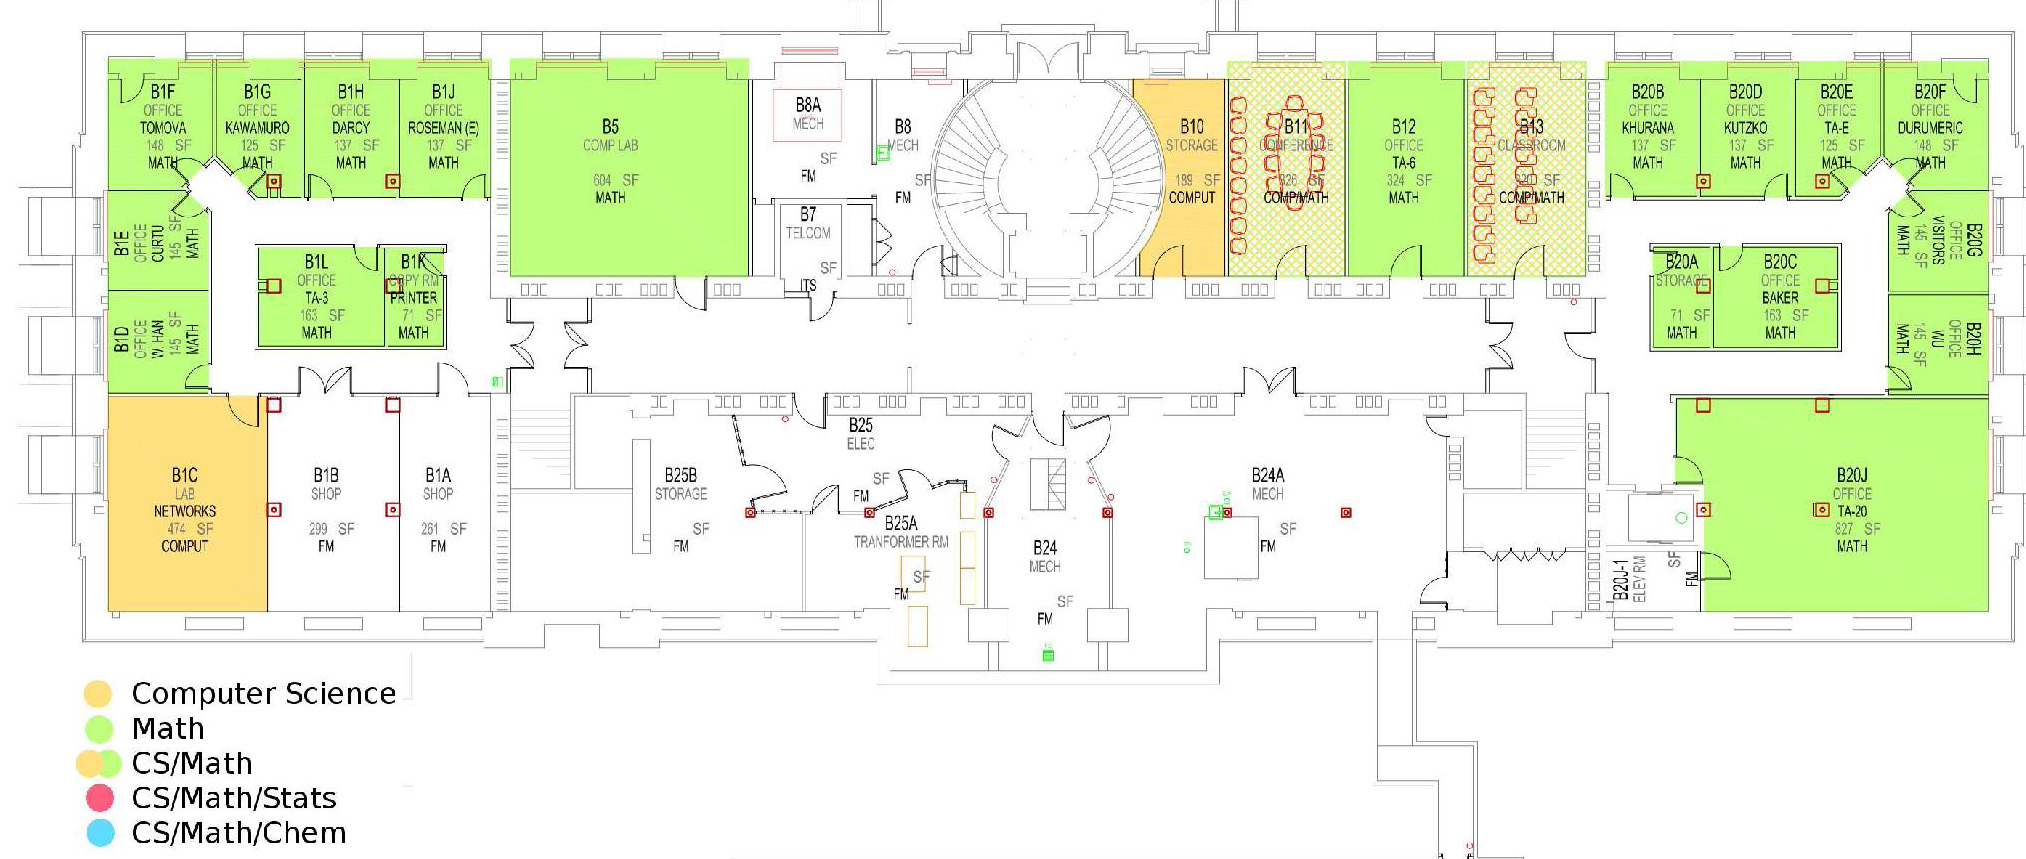 B1F
OFFICE
TOMOVA
148 SF
MATH
B1G
OFFICE
KAWAMURO
125 SF
MATH
B1H
OFFICE
DARCY
137 SF
MATH
B1J
OFFICE
ROSEMAN (E)
137 SF
MATH
B5
COMP LAB
604 SF
MATH
B8A
MECH
SF
FM
B8
MECH
SF
FM
B7
TELCOM
SF
ITS
B10
STORAGE
189 SF
COMPUT
B11
CONFERENCE
326 SF
COMP/MATH
B12
OFFICE
TA-6
324 SF
MATH
B13
CLASSROOM
SF
COMP/MATH
B20B
OFFICE
KHURANA
137 SF
MATH
B20D
OFFICE
KUTZKO
137 SF
MATH
B20E
OFFICE
TA-E
125 SF
MATH
B20F
OFFICE
DURUMERIC
148 SF
MATH
B1E
OFFICE
CURTU
145 SF
MATH
B1D
OFFICE
W. HAN
145 SF
MATH
B1L
OFFICE
TA-3
163 SF
MATH
B1K
COPY RM
PRINTER
71 SF
MATH
B20A
STORAGE
71 SF
MATH
B20C
OFFICE
BAKER
163 SF
MATH
B20G
OFFICE
VISITORS
145 SF
MATH
B20H
OFFICE
WU
145 SF
MATH
B1C
LAB
NETWORKS
474 SF
COMPUT
B1B
SHOP
299 SF
FM
B1A
SHOP
261 SF
FM
B25B
STORAGE
SF
FM
B25
ELEC
SF
FM
B25A
TRANFORMER RM
SF
FM
B24
MECH
SF
FM
B24A
MECH
SF
FM
B20J-1
ELEV RM
SF
FM
B20J
OFFICE
TA-20
827 SF
MATH
Computer Science
Math
CS/Math
CS/Math/Stats
CS/Math/Chem